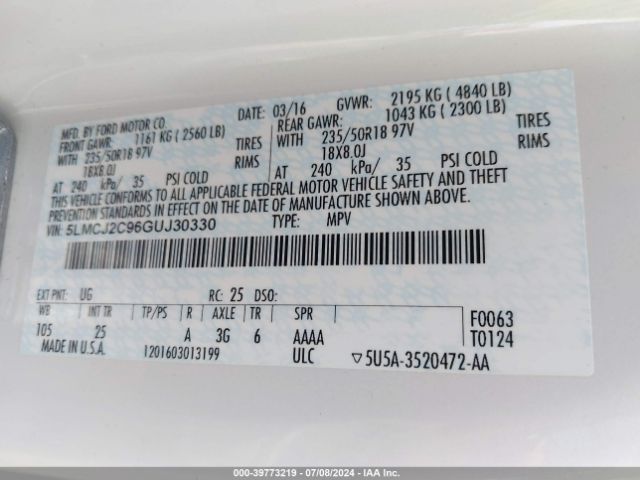 MFD. BY FORD MOTOR CO.
DATE: 03/16 GVWR: 2195 KG ( 4840 LB)
FRONT GAWR: 1161 KG ( 2560 LB) REAR GAWR: 1043 KG ( 2300 LB)
WITH 235/50R18 97V TIRES WITH 235/50R18 97V TIRES
18X8.0J RIMS 18X8.0J RIMS
AT 240 kPa/ 35 PSI COLD AT 240 kPa/ 35 PSI COLD
THIS VEHICLE CONFORMS TO ALL APPLICABLE FEDERAL MOTOR VEHICLE SAFETY AND THEFT
PREVENTION STANDARDS IN EFFECT ON THE DATE OF MANUFACTURE SHOWN ABOVE.
VIN: 5LMCJ2C96GUJ30330 TYPE: MPV
EXT PNT: UG RC: 25 DSO:
WB INT TR TP/PS R AXLE TR SPR F0063
105 25 A 3G 6 AAAA T0124
MADE IN U.S.A. 1201603013199 ULC ▽5U5A-3520472-AA
000-39773219 - 07/08/2024 - IAAI.com